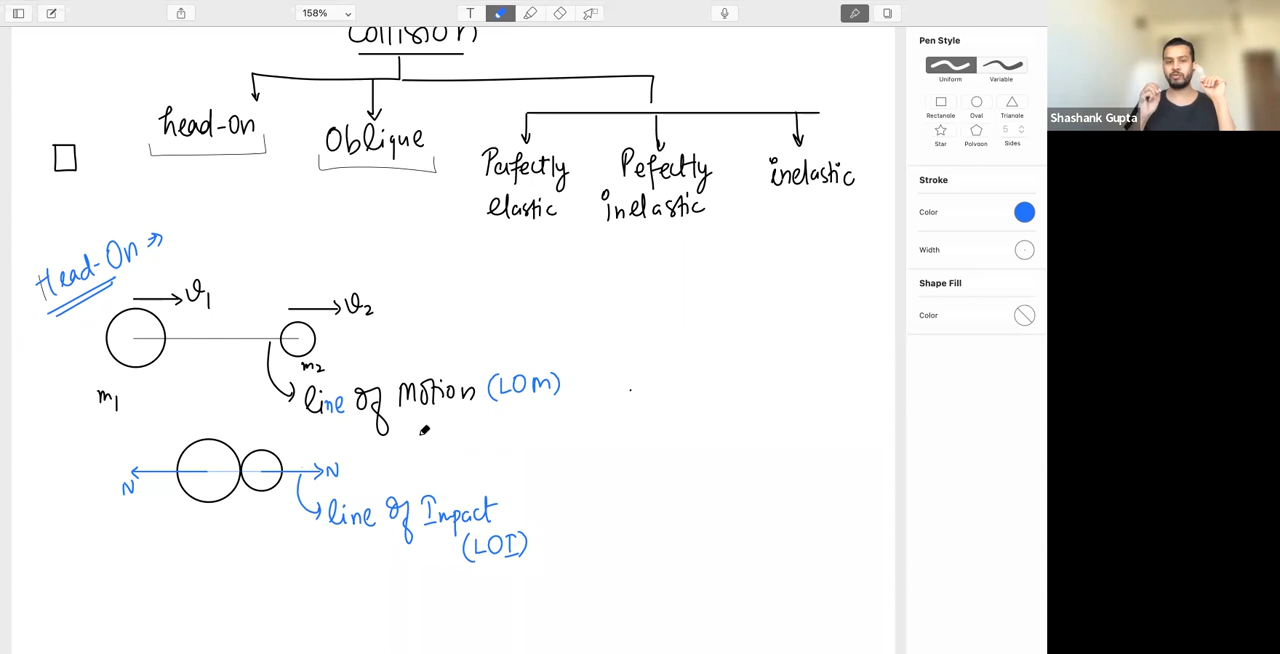 158%
T
Collision
head-On
Oblique
Perfectly
elastic
Pefectly
inelastic
inelastic
Head-On
v1
v2
m1
m2
line of Motion (LOM)
N
N
line of Impact
(LOI)
Pen Style
Uniform
Variable
Rectangle
Oval
Triangle
Star
Polygon
5
Sides
Stroke
Color
Width
Shape Fill
Color
Shashank Gupta